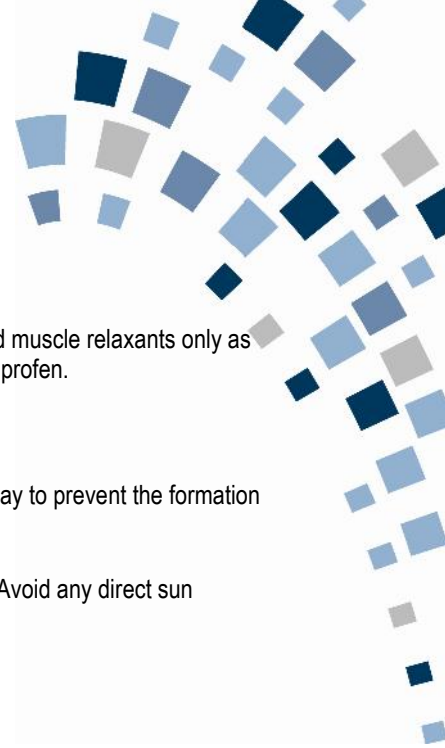 d muscle relaxants only as
profen.
ay to prevent the formation
Avoid any direct sun